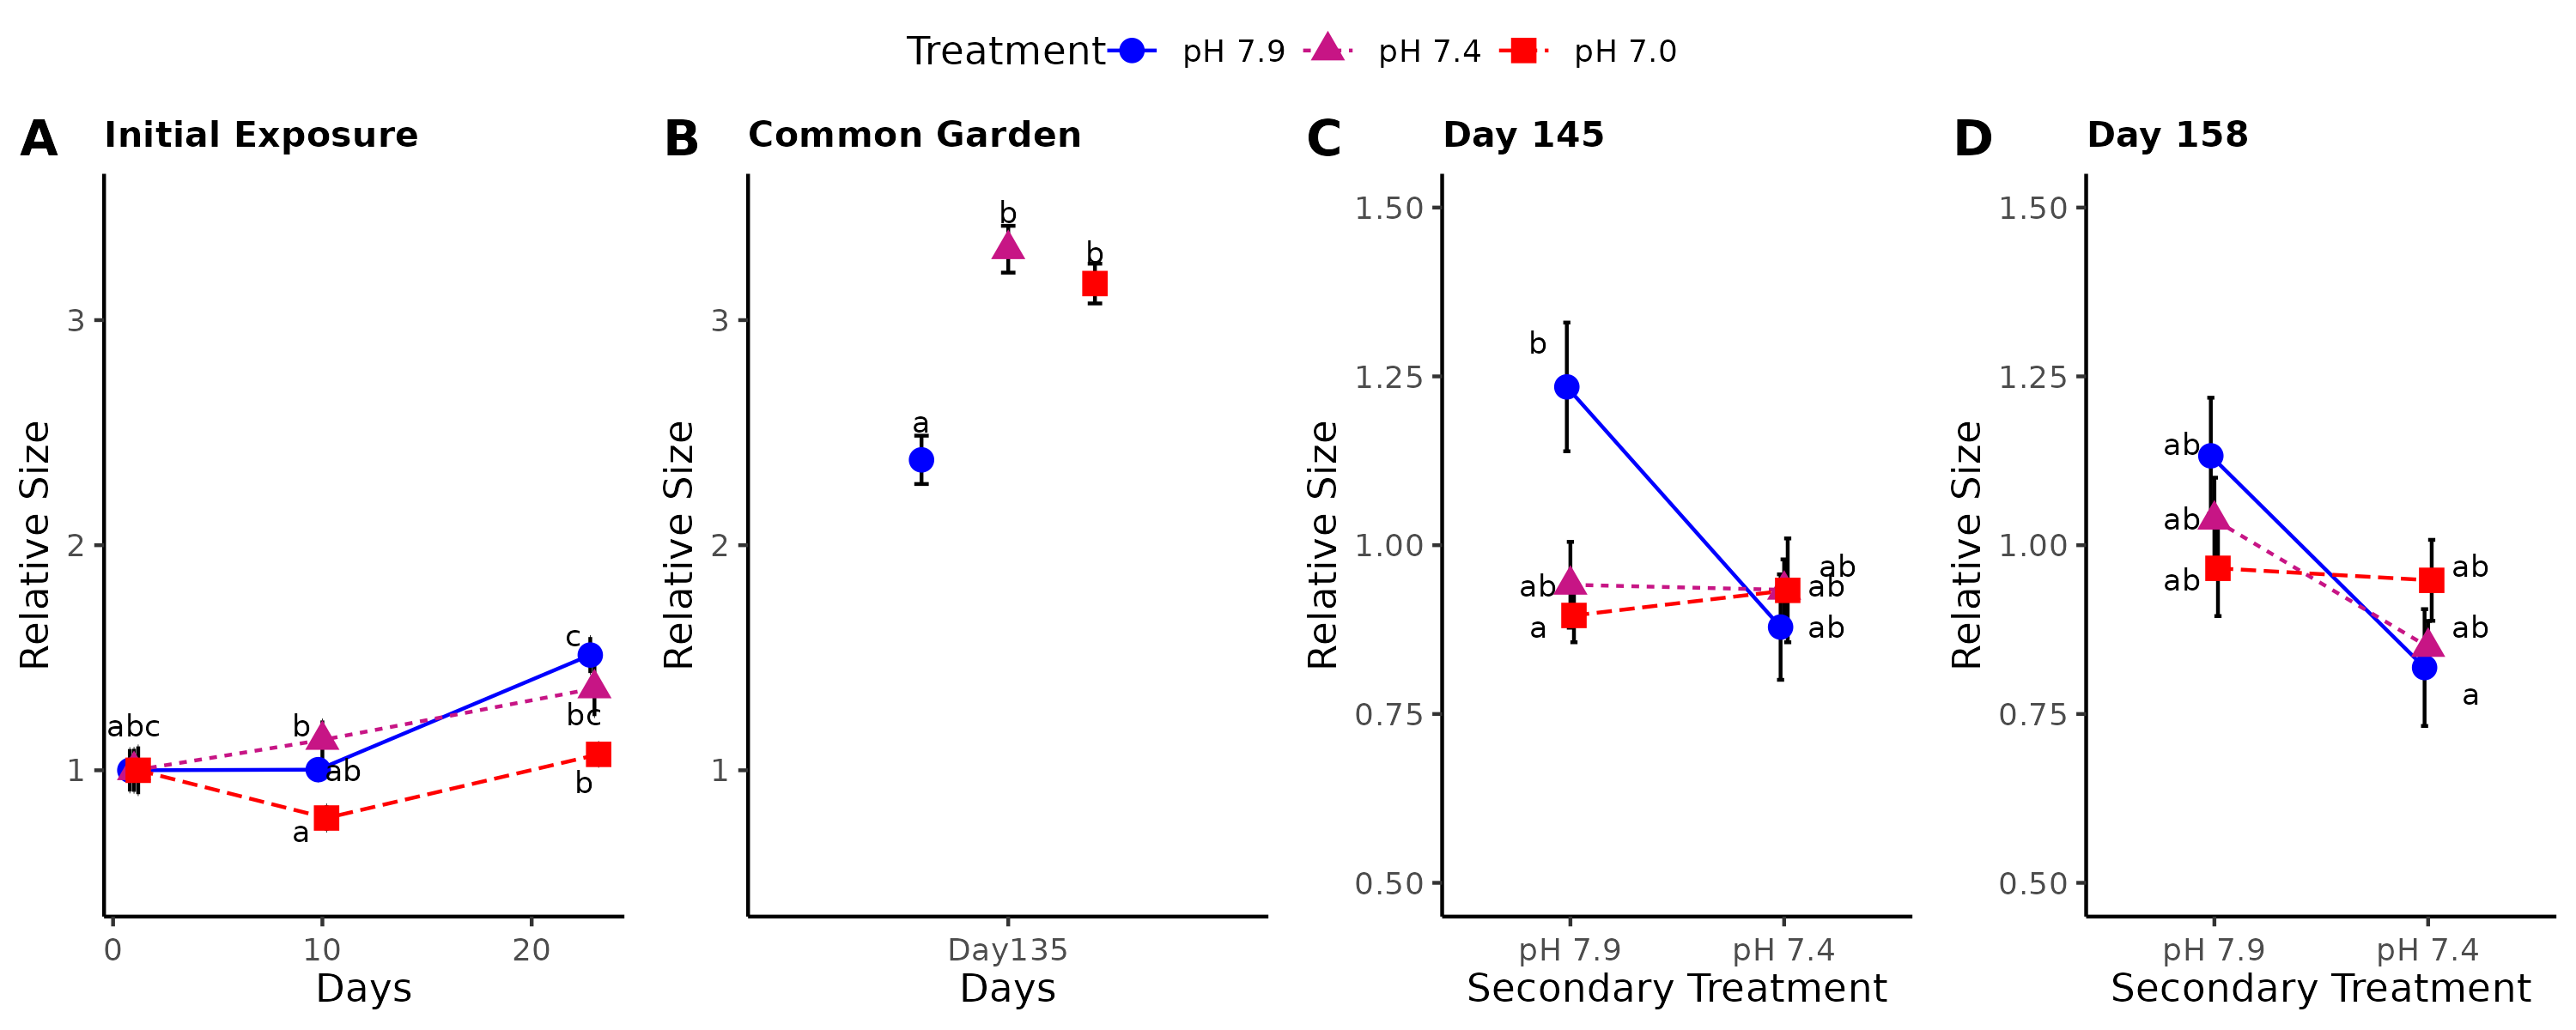 Treatment pH 7.9 pH 7.4 pH 7.0
A Initial Exposure
Relative Size
3
2
1
abc
b
ab
a
c
bc
b
0 10 20
Days
B Common Garden
Relative Size
3
2
1
a
b
b
Day135
Days
C Day 145
Relative Size
1.50
1.25
1.00
0.75
0.50
b
ab
a
ab
ab
ab
pH 7.9 pH 7.4
Secondary Treatment
D Day 158
Relative Size
1.50
1.25
1.00
0.75
0.50
ab
ab
ab
ab
ab
a
pH 7.9 pH 7.4
Secondary Treatment